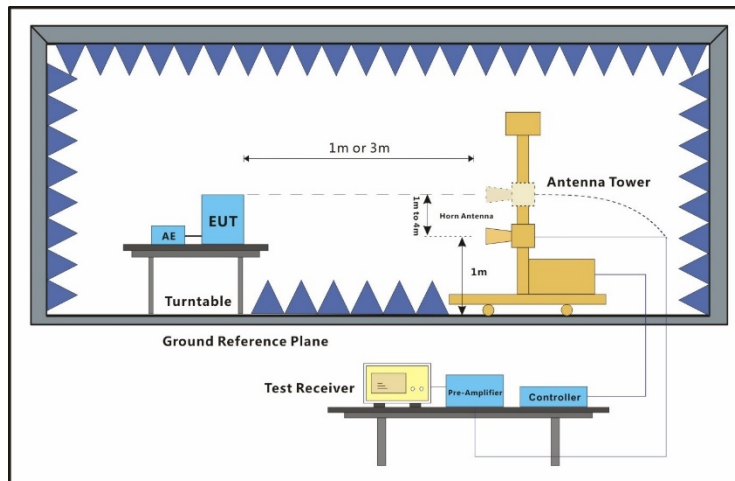 1m or 3m
Antenna Tower
1m to 4m
Horn Antenna
EUT
AE
1m
Turntable
Ground Reference Plane
Test Receiver
Pre-Amplifier
Controller